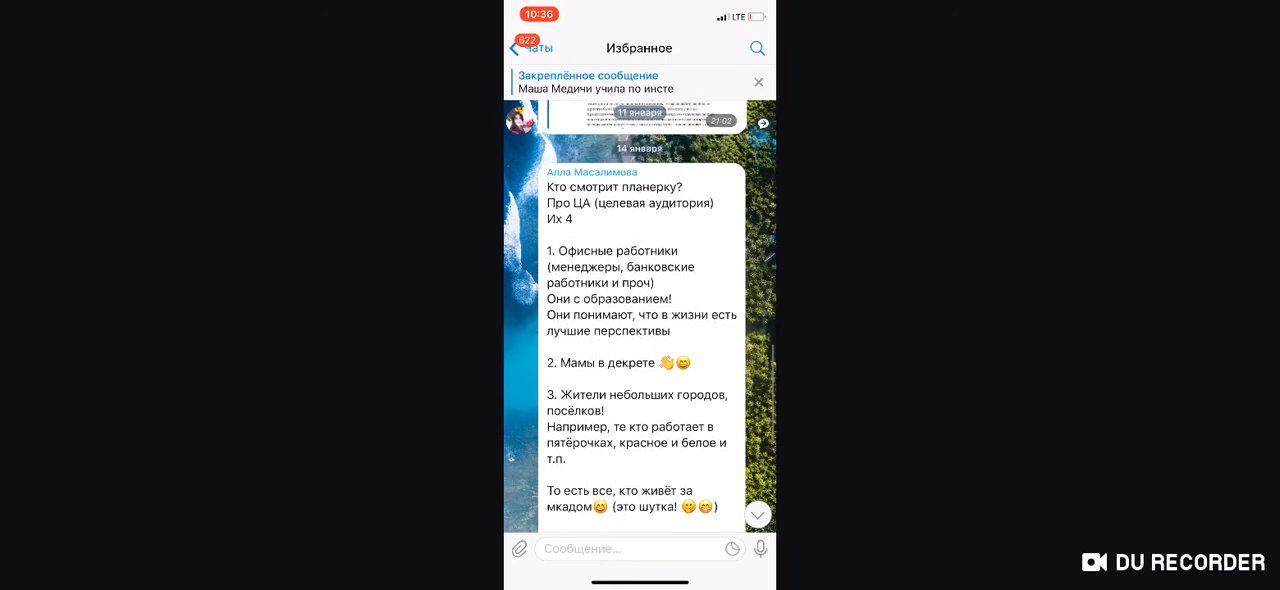 10:36
LTE
622
Чаты
Избранное
Закреплённое сообщение
Маша Медичи учила по инсте
11 января
21:02
14 января
Алла Масалимова
Кто смотрит планерку?
Про ЦА (целевая аудитория)
Их 4
1. Офисные работники
(менеджеры, банковские
работники и проч)
Они с образованием!
Они понимают, что в жизни есть
лучшие перспективы
2. Мамы в декрете 👋😄
3. Жители небольших городов,
посёлков!
Например, те кто работает в
пятёрочках, красное и белое и
т.п.
То есть все, кто живёт за
мкадом😄 (это шутка! 🤫🤭)
Сообщение...
DU RECORDER